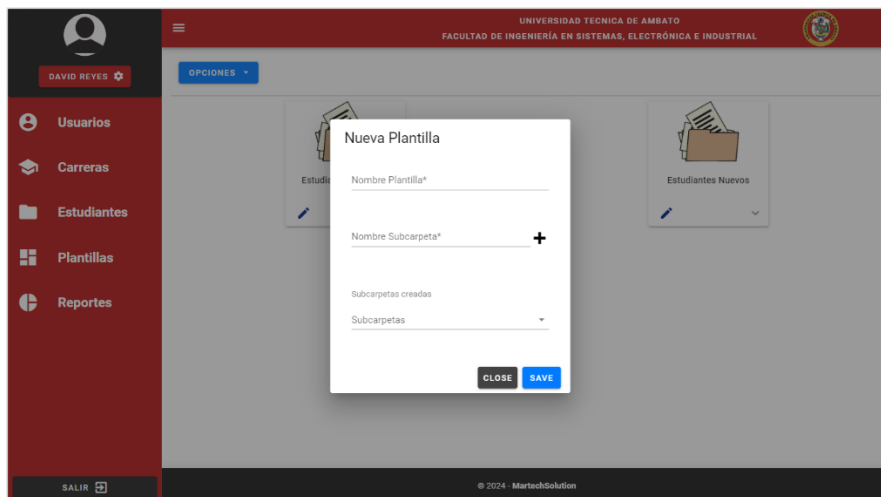 UNIVERSIDAD TECNICA DE AMBATO
FACULTAD DE INGENIERÍA EN SISTEMAS, ELECTRÓNICA E INDUSTRIAL
DAVID REYES
OPCIONES
Usuarios
Carreras
Estudiantes
Plantillas
Reportes
SALIR
Estudiantes Nuevos
Nueva Plantilla
Nombre Plantilla*
Nombre Subcarpeta*
Subcarpetas creadas
Subcarpetas
CLOSE SAVE
© 2024 - MartechSolution